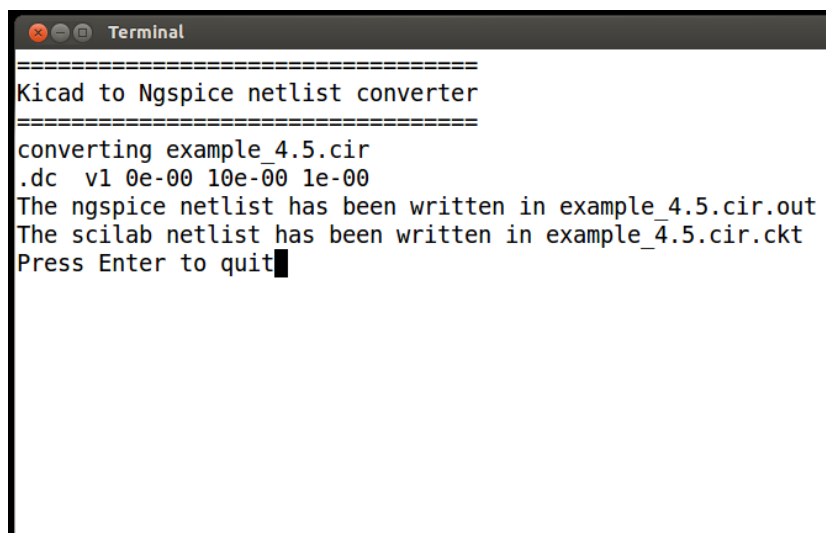 Terminal
==================================
Kicad to Ngspice netlist converter
==================================
converting example_4.5.cir
.dc  v1 0e-00 10e-00 1e-00
The ngspice netlist has been written in example_4.5.cir.out
The scilab netlist has been written in example_4.5.cir.ckt
Press Enter to quit